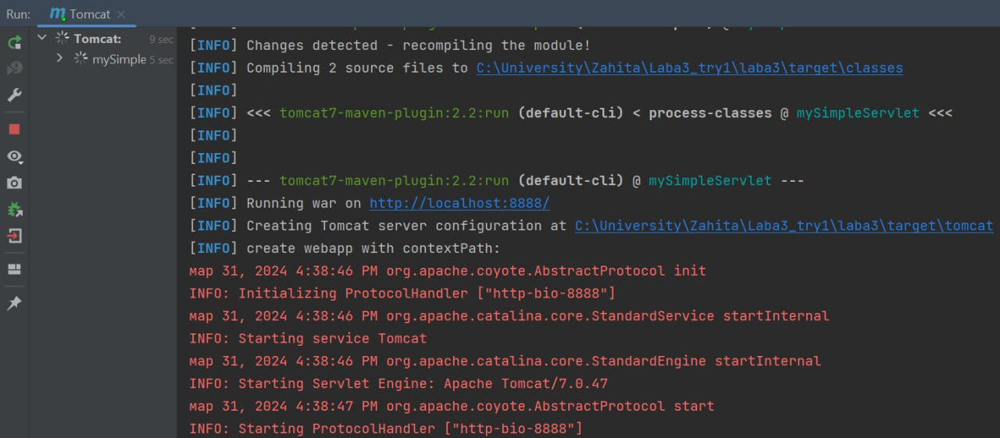 Run: m Tomcat ×
Tomcat: 9 sec
mySimple 5 sec
[INFO] Changes detected - recompiling the module!
[INFO] Compiling 2 source files to C:\University\Zahita\Laba3_try1\laba3\target\classes
[INFO]
[INFO] <<< tomcat7-maven-plugin:2.2:run (default-cli) < process-classes @ mySimpleServlet <<<
[INFO]
[INFO]
[INFO] --- tomcat7-maven-plugin:2.2:run (default-cli) @ mySimpleServlet ---
[INFO] Running war on http://localhost:8888/
[INFO] Creating Tomcat server configuration at C:\University\Zahita\Laba3_try1\laba3\target\tomcat
[INFO] create webapp with contextPath:
мар 31, 2024 4:38:46 PM org.apache.coyote.AbstractProtocol init
INFO: Initializing ProtocolHandler ["http-bio-8888"]
мар 31, 2024 4:38:46 PM org.apache.catalina.core.StandardService startInternal
INFO: Starting service Tomcat
мар 31, 2024 4:38:46 PM org.apache.catalina.core.StandardEngine startInternal
INFO: Starting Servlet Engine: Apache Tomcat/7.0.47
мар 31, 2024 4:38:47 PM org.apache.coyote.AbstractProtocol start
INFO: Starting ProtocolHandler ["http-bio-8888"]